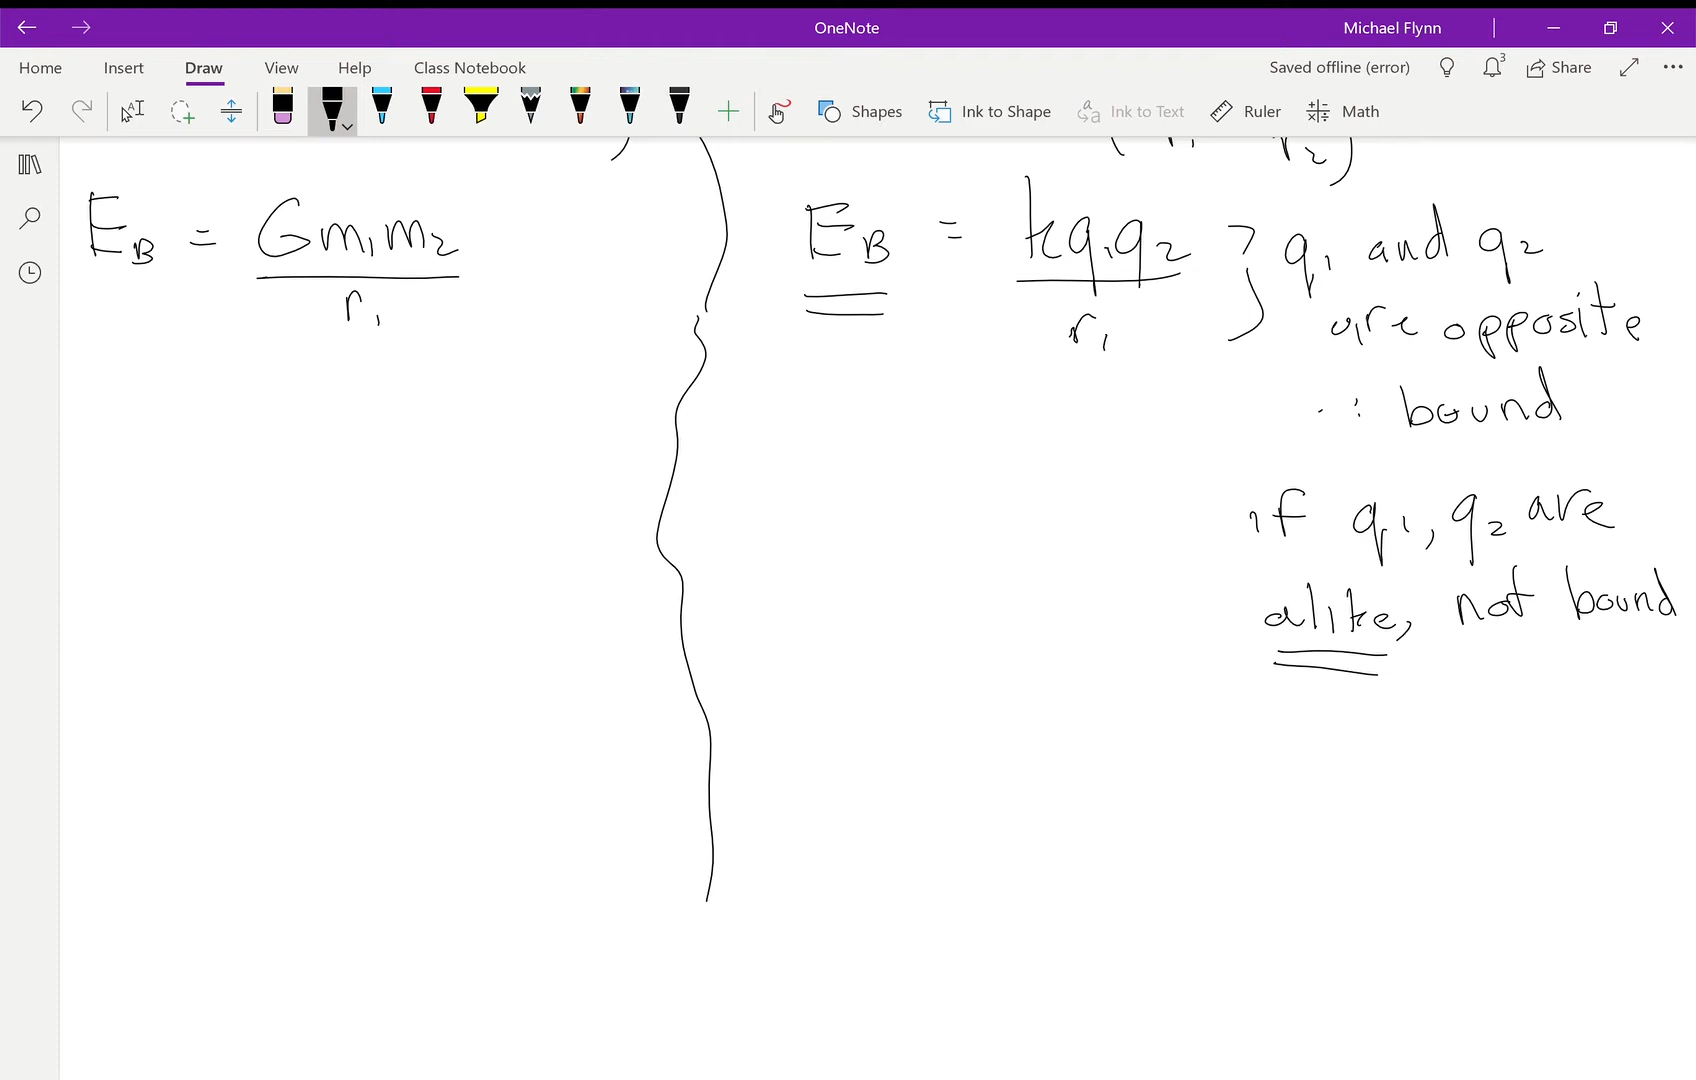 OneNote
Michael Flynn
Home Insert Draw View Help Class Notebook
Saved offline (error) 3 Share
Shapes Ink to Shape Ink to Text Ruler Math
q₂)
E_B = Gm₁m₂ / r₁
E_B = kq₁q₂ / r₁ } q₁ and q₂
are opposite
∴ bound
if q₁, q₂ are
alike, not bound